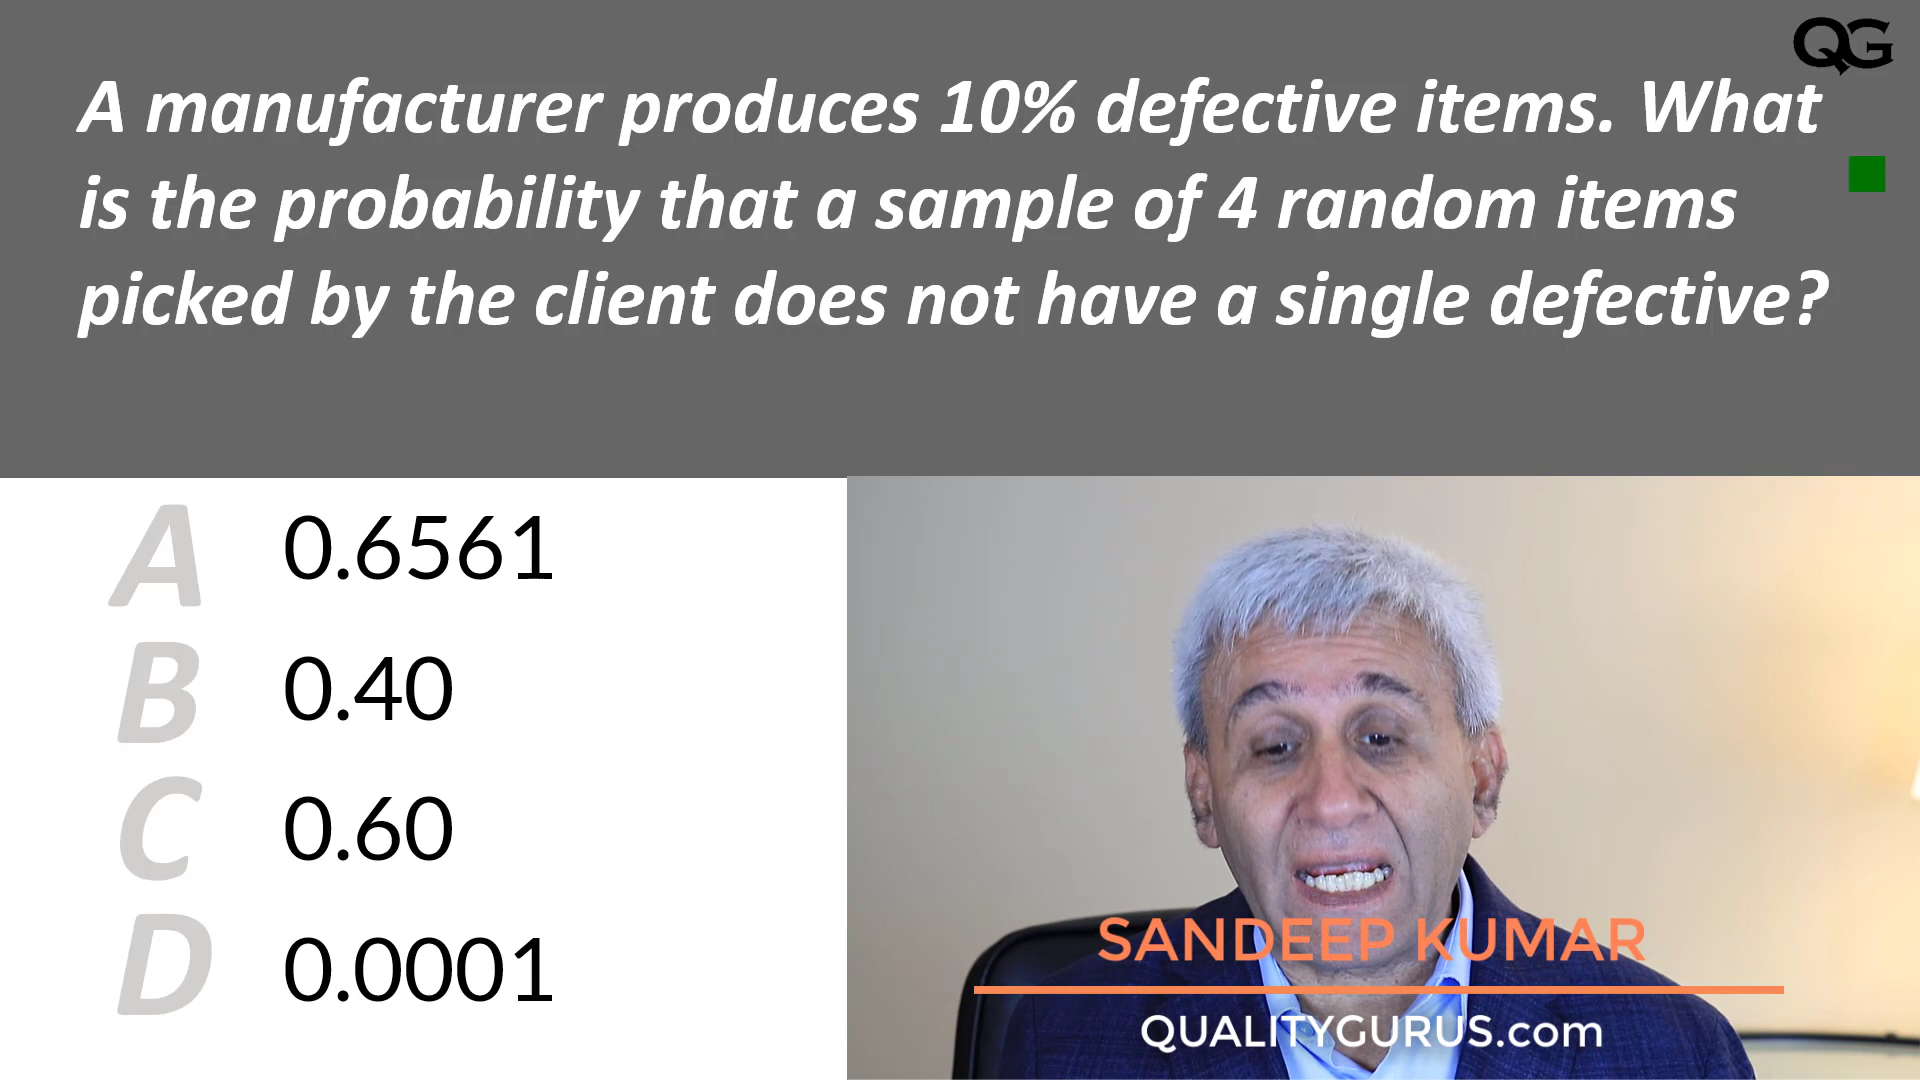 QG
A manufacturer produces 10% defective items. What
is the probability that a sample of 4 random items
picked by the client does not have a single defective?
A 0.6561
B 0.40
C 0.60
D 0.0001
SANDEEP KUMAR
QUALITYGURUS.com